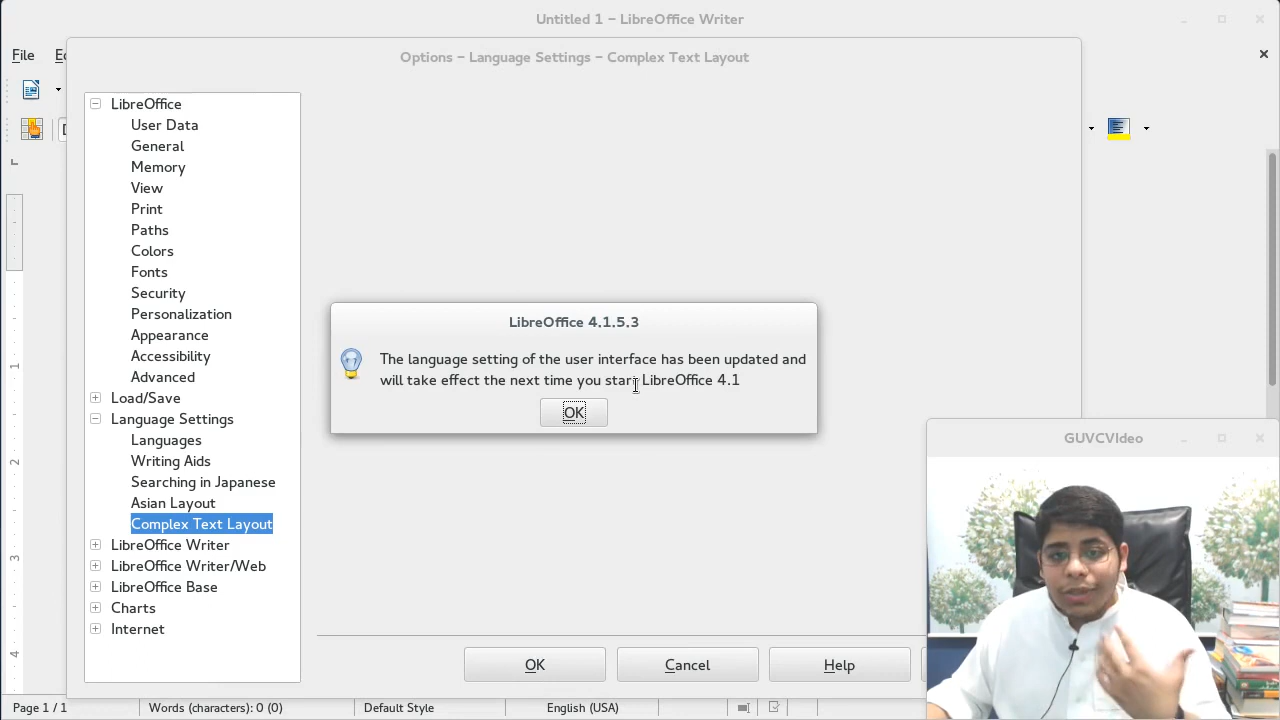 Untitled 1 – LibreOffice Writer
File
Options – Language Settings – Complex Text Layout
LibreOffice
User Data
General
Memory
View
Print
Paths
Colors
Fonts
Security
Personalization
Appearance
Accessibility
Advanced
Load/Save
Language Settings
Languages
Writing Aids
Searching in Japanese
Asian Layout
Complex Text Layout
LibreOffice Writer
LibreOffice Writer/Web
LibreOffice Base
Charts
Internet
LibreOffice 4.1.5.3
The language setting of the user interface has been updated and
will take effect the next time you start LibreOffice 4.1
OK
GUVCVIdeo
OK
Cancel
Help
1
2
3
4
Page 1 / 1
Words (characters): 0 (0)
Default Style
English (USA)